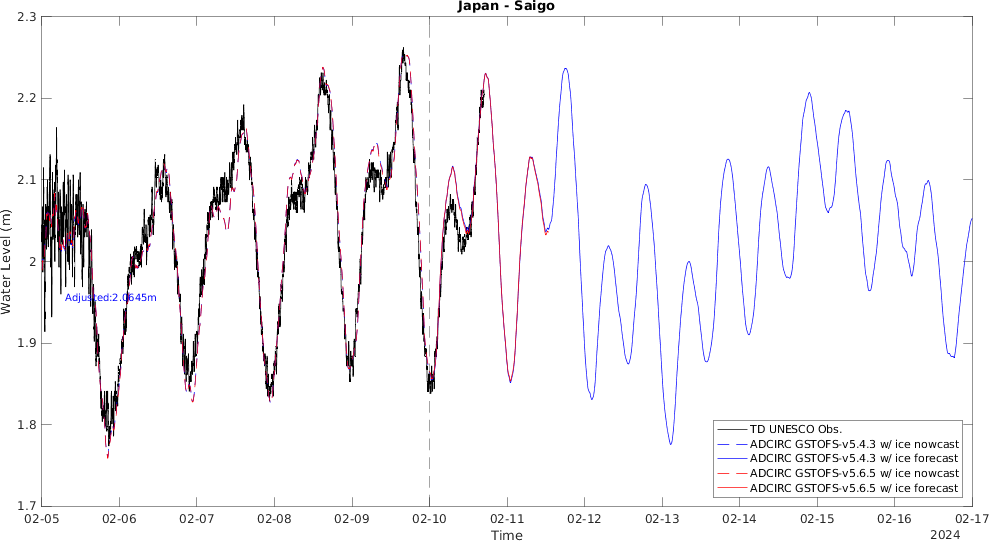 Japan - Saigo
2.3
2.2
2.1
2
1.9
1.8
1.7
Water Level (m)
Adjusted:2.0645m
TD UNESCO Obs.
ADCIRC GSTOFS-v5.4.3 w/ ice nowcast
ADCIRC GSTOFS-v5.4.3 w/ ice forecast
ADCIRC GSTOFS-v5.6.5 w/ ice nowcast
ADCIRC GSTOFS-v5.6.5 w/ ice forecast
02-05 02-06 02-07 02-08 02-09 02-10 02-11 02-12 02-13 02-14 02-15 02-16 02-17
Time
2024